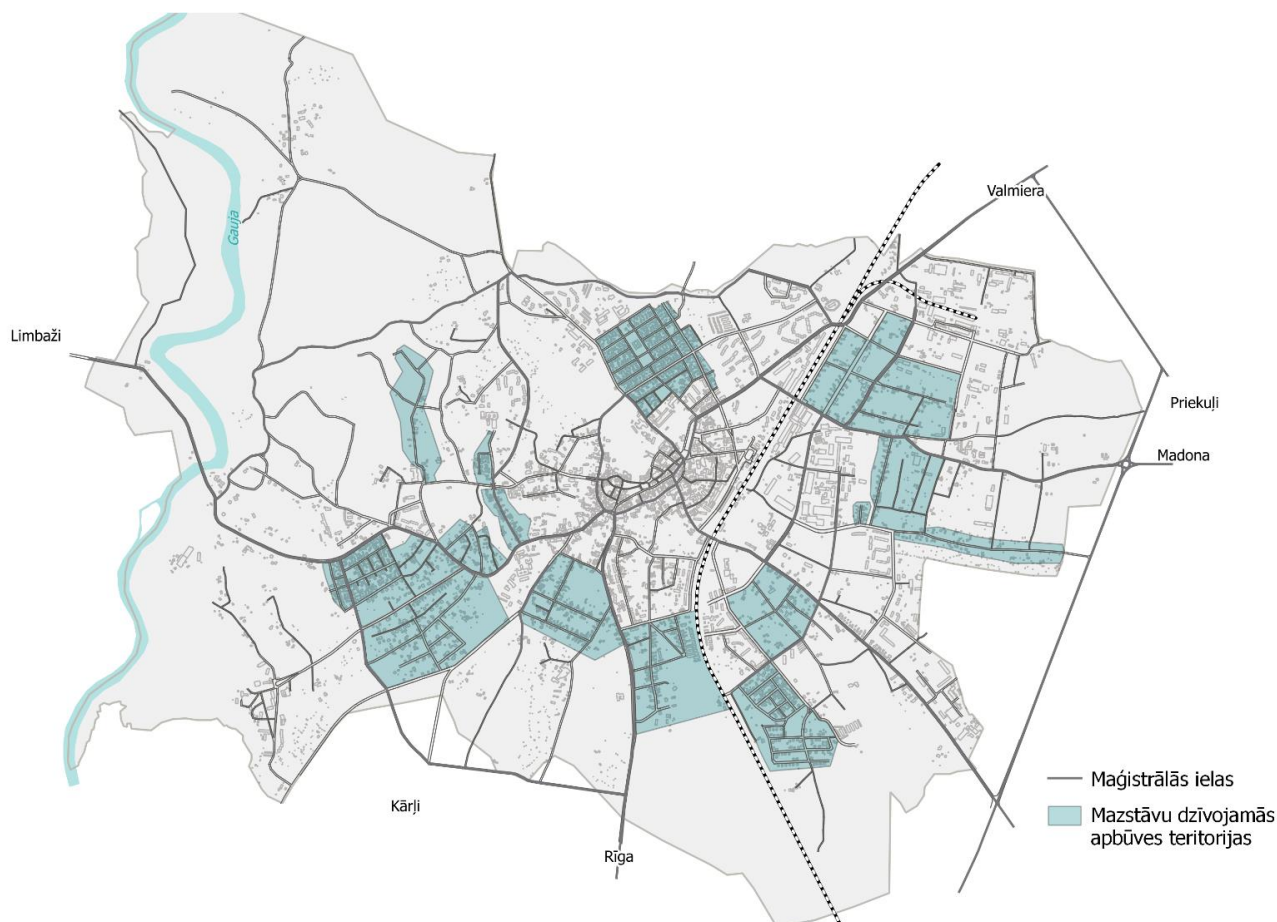 Valmiera
Gauja
Limbaži
Priekuļi
Madona
Maģistrālās ielas
Kārļi
Mazstāvu dzīvojamās
apbūves teritorijas
Rīga